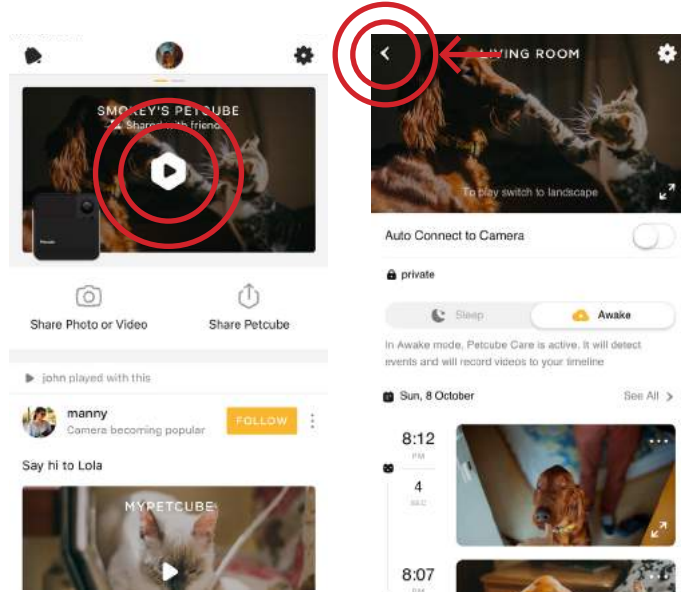 SMOKEY'S PETCUBE
Shared with friends
Petcube
Share Photo or Video
Share Petcube
john played with this
manny
Camera becoming popular
FOLLOW
Say hi to Lola
MYPETCUBE
LIVING ROOM
To play switch to landscape
Auto Connect to Camera
private
Sleep
Awake
In Awake mode, Petcube Care is active. It will detect
events and will record videos to your timeline
Sun, 8 October
See All
8:12
PM
4
SEC
8:07
PM